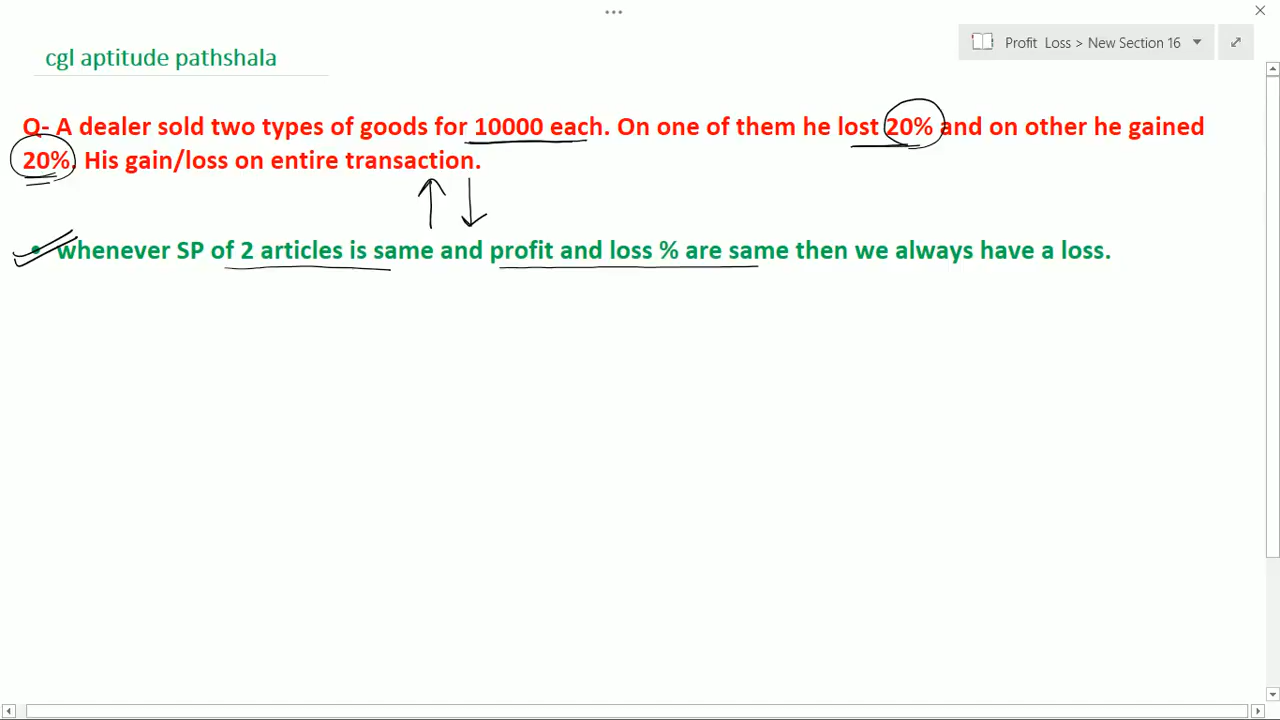 cgl aptitude pathshala
Profit Loss > New Section 16
Q- A dealer sold two types of goods for 10000 each. On one of them he lost 20% and on other he gained
20%. His gain/loss on entire transaction.
• whenever SP of 2 articles is same and profit and loss % are same then we always have a loss.